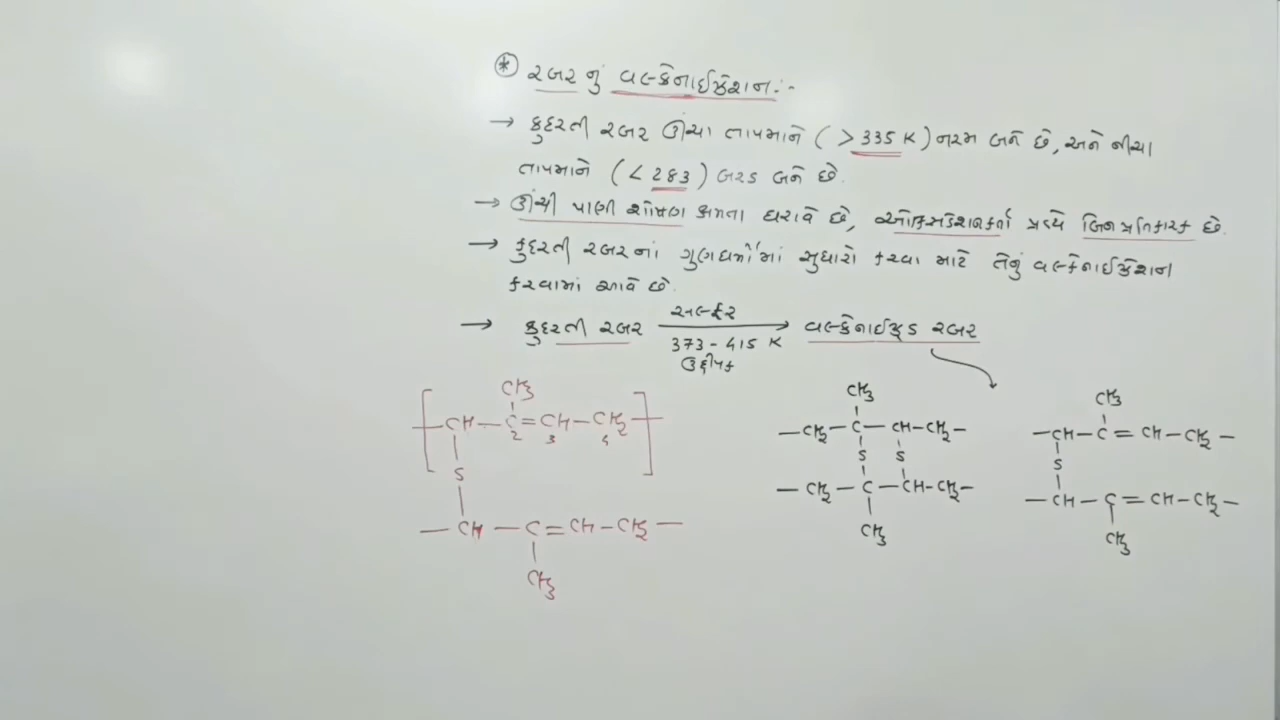 * રબરનું વલ્કેનાઈઝેશન :-
→ કુદરતી રબર ઊંચા તાપમાને ( > 335 K ) નરમ બને છે, અને નીચા
તાપમાને ( < 283 ) બરડ બને છે.
→ ઊંચી પાણી શોષણ ક્ષમતા ધરાવે છે, ઓક્સિડેશનકર્તા પ્રત્યે બિનપ્રતિકારક છે.
→ કુદરતી રબરનાં ગુણધર્મોમાં સુધારો કરવા માટે તેનું વલ્કેનાઈઝેશન
કરવામાં આવે છે.
સલ્ફર
→ કુદરતી રબર → વલ્કેનાઈઝ્ડ રબર
373 - 415 K
ઉદ્દીપક
CH3
[ - CH - C = CH - CH2 - ]
2 3 4
S
- CH - C = CH - CH2 -
CH3
CH3
- CH2 - C - CH - CH2 -
S S
- CH2 - C - CH - CH2 -
CH3
CH3
- CH - C = CH - CH2 -
S
- CH - C = CH - CH2 -
CH3